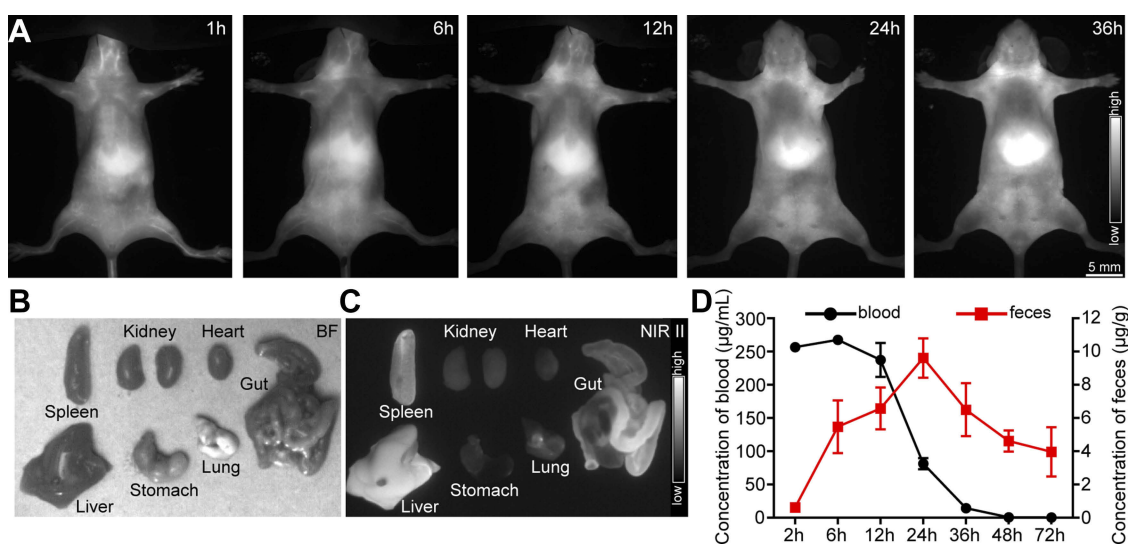 A
1h
6h
12h
24h
36h
high
low
5 mm
B
Kidney
Heart
BF
Gut
Spleen
Lung
Liver
Stomach
C
Kidney
Heart
NIR II
high
Gut
Spleen
Lung
Liver
Stomach
low
D
blood
feces
Concentration of blood (µg/mL)
300
250
200
150
100
50
0
12
10
8
6
4
2
0
Concentration of feces (µg/g)
2h 6h 12h 24h 36h 48h 72h